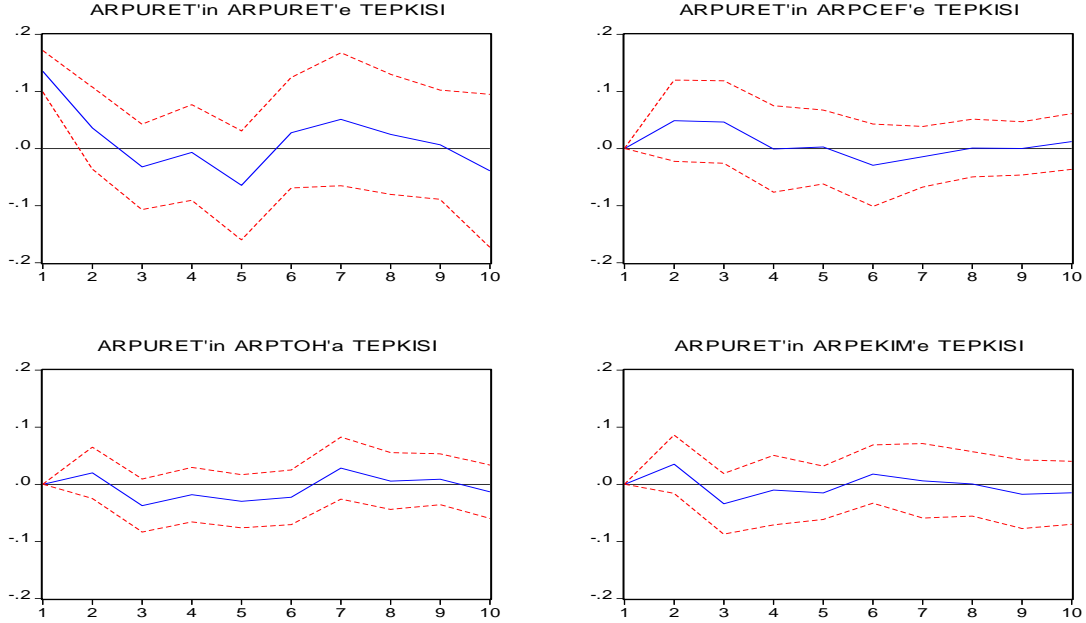 ARPURET'in ARPURET'e TEPKISI
.2
.1
.0
-.1
-.2
1 2 3 4 5 6 7 8 9 10
ARPURET'in ARPCEF'e TEPKISI
.2
.1
.0
-.1
-.2
1 2 3 4 5 6 7 8 9 10
ARPURET'in ARPTOH'a TEPKISI
.2
.1
.0
-.1
-.2
1 2 3 4 5 6 7 8 9 10
ARPURET'in ARPEKIM'e TEPKISI
.2
.1
.0
-.1
-.2
1 2 3 4 5 6 7 8 9 10